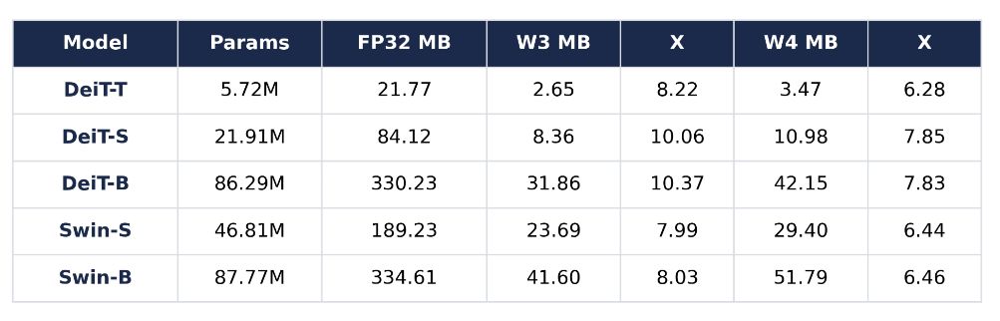 Model Params FP32 MB W3 MB X W4 MB X
DeiT-T 5.72M 21.77 2.65 8.22 3.47 6.28
DeiT-S 21.91M 84.12 8.36 10.06 10.98 7.85
DeiT-B 86.29M 330.23 31.86 10.37 42.15 7.83
Swin-S 46.81M 189.23 23.69 7.99 29.40 6.44
Swin-B 87.77M 334.61 41.60 8.03 51.79 6.46